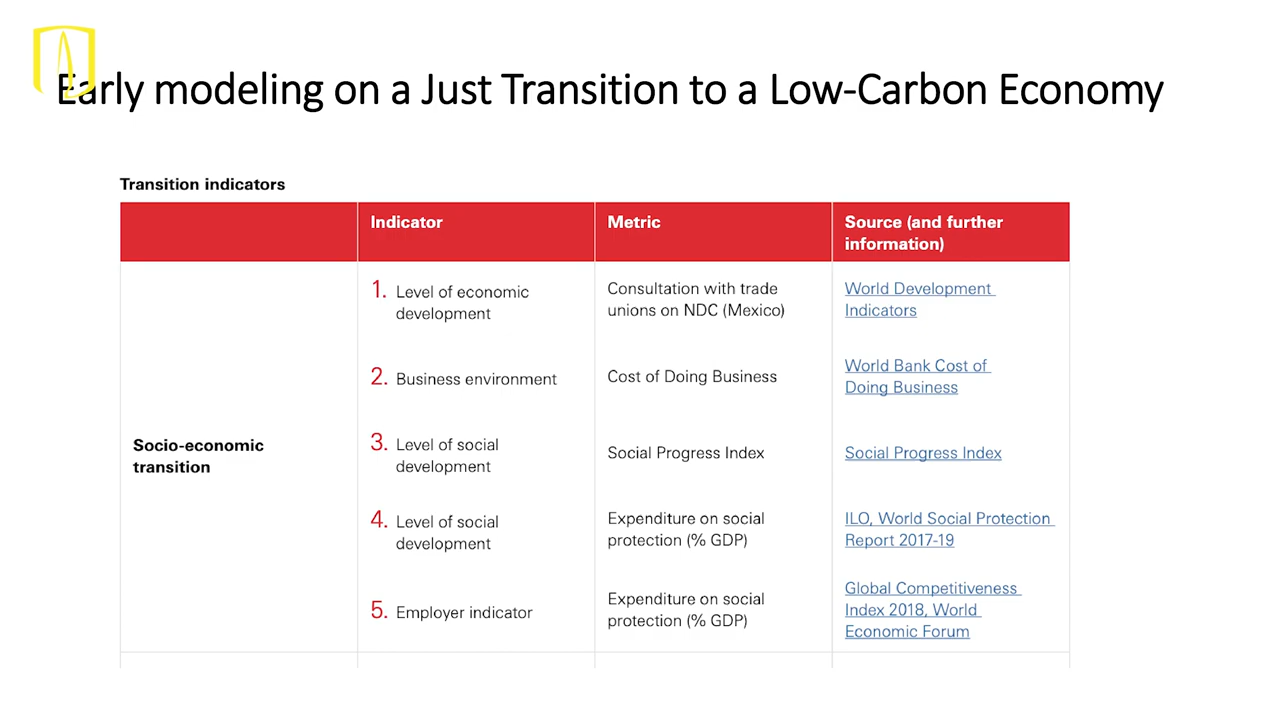 Early modeling on a Just Transition to a Low-Carbon Economy
Transition indicators
Indicator
Metric
Source (and further
information)
Socio-economic
transition
1. Level of economic
development
Consultation with trade
unions on NDC (Mexico)
World Development
Indicators
2. Business environment
Cost of Doing Business
World Bank Cost of
Doing Business
3. Level of social
development
Social Progress Index
Social Progress Index
4. Level of social
development
Expenditure on social
protection (% GDP)
ILO, World Social Protection
Report 2017-19
5. Employer indicator
Expenditure on social
protection (% GDP)
Global Competitiveness
Index 2018, World
Economic Forum